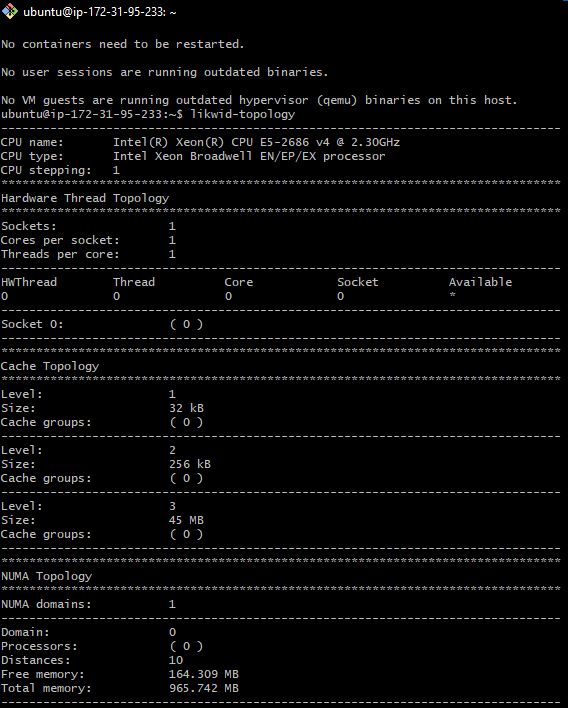 ubuntu@ip-172-31-95-233: ~
No containers need to be restarted.
No user sessions are running outdated binaries.
No VM guests are running outdated hypervisor (qemu) binaries on this host.
ubuntu@ip-172-31-95-233:~$ likwid-topology
--------------------------------------------------------------------------------
CPU name:       Intel(R) Xeon(R) CPU E5-2686 v4 @ 2.30GHz
CPU type:       Intel Xeon Broadwell EN/EP/EX processor
CPU stepping:   1
********************************************************************************
Hardware Thread Topology
********************************************************************************
Sockets:                1
Cores per socket:       1
Threads per core:       1
--------------------------------------------------------------------------------
HWThread        Thread          Core            Socket          Available
0               0               0               0               *
--------------------------------------------------------------------------------
Socket 0:               ( 0 )
--------------------------------------------------------------------------------
********************************************************************************
Cache Topology
********************************************************************************
Level:                  1
Size:                   32 kB
Cache groups:           ( 0 )
--------------------------------------------------------------------------------
Level:                  2
Size:                   256 kB
Cache groups:           ( 0 )
--------------------------------------------------------------------------------
Level:                  3
Size:                   45 MB
Cache groups:           ( 0 )
--------------------------------------------------------------------------------
********************************************************************************
NUMA Topology
********************************************************************************
NUMA domains:           1
--------------------------------------------------------------------------------
Domain:                 0
Processors:             ( 0 )
Distances:              10
Free memory:            164.309 MB
Total memory:           965.742 MB
--------------------------------------------------------------------------------